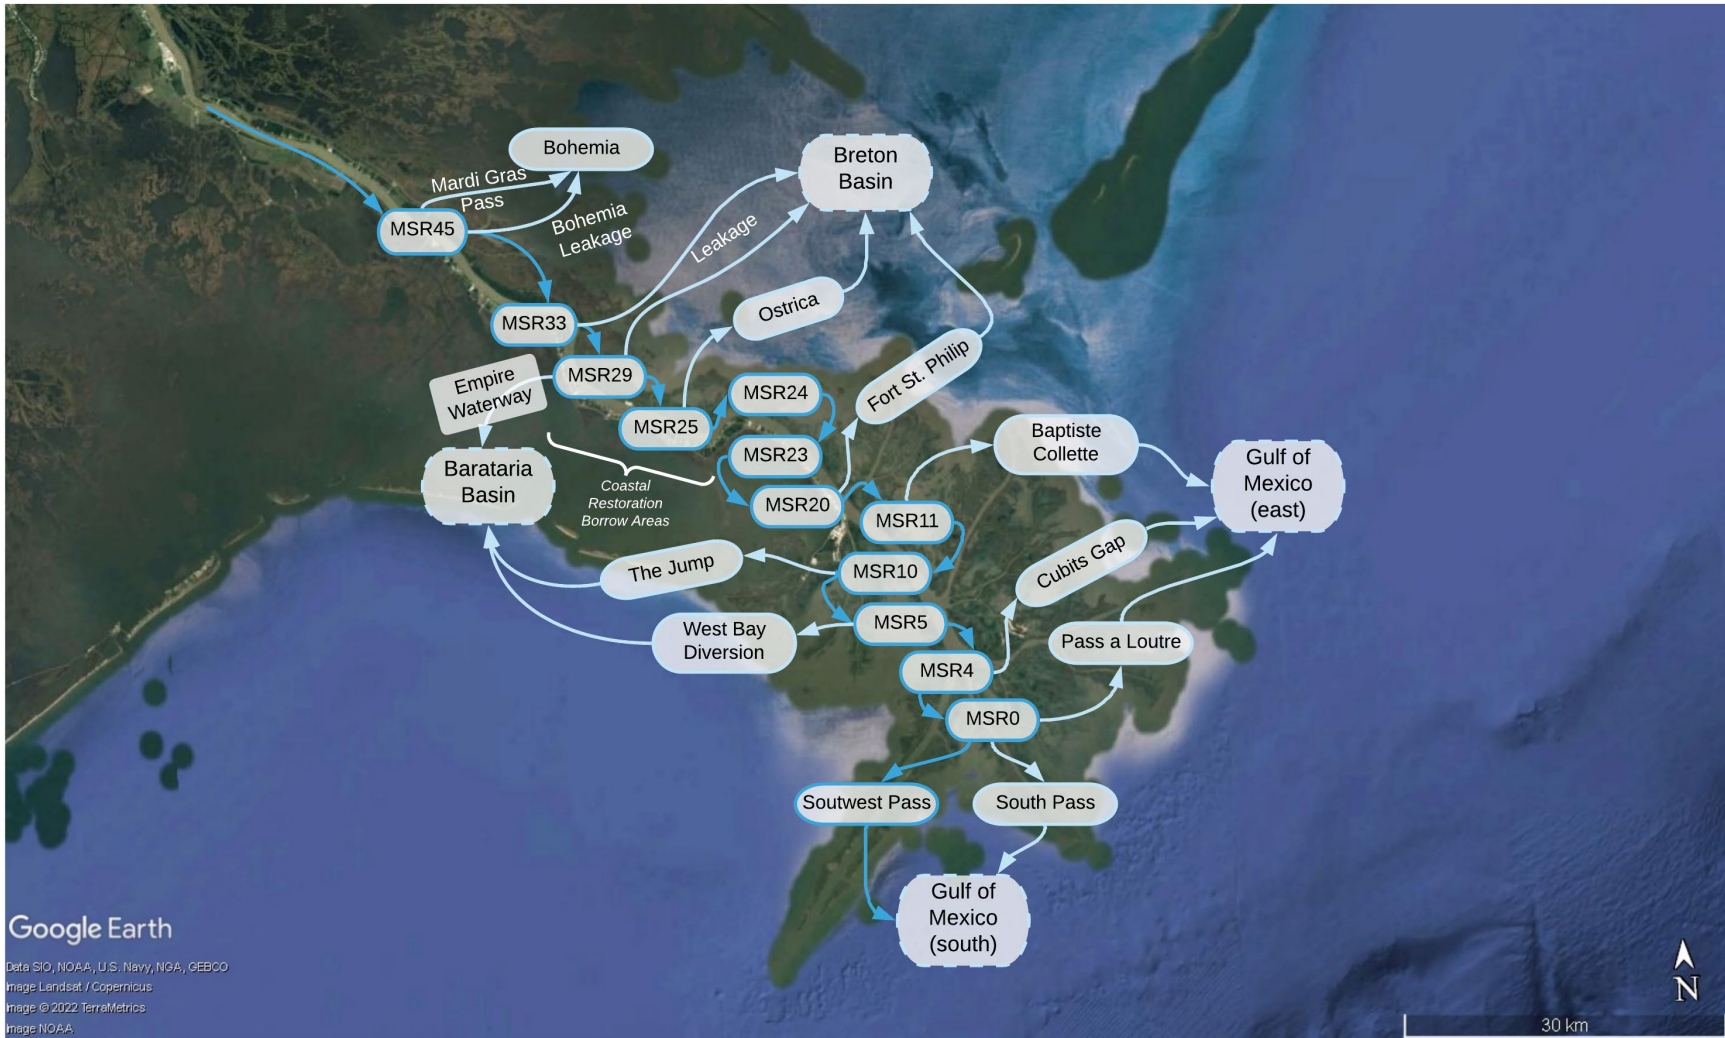 Bohemia
Mardi Gras
Pass
Bohemia
Leakage
MSR45
Breton
Basin
Leakage
MSR33
Ostrica
MSR29
Empire
Waterway
MSR25
MSR24
Fort St. Philip
MSR23
Baptiste
Collette
Barataria
Basin
Coastal
Restoration
Borrow Areas
MSR20
MSR11
Gulf of
Mexico
(east)
The Jump
MSR10
Cubits Gap
West Bay
Diversion
MSR5
Pass a Loutre
MSR4
MSR0
Soutwest Pass
South Pass
Gulf of
Mexico
(south)
Google Earth
Data SIO, NOAA, U.S. Navy, NGA, GEBCO
Image Landsat / Copernicus
Image © 2022 TerraMetrics
Image NOAA
N
30 km